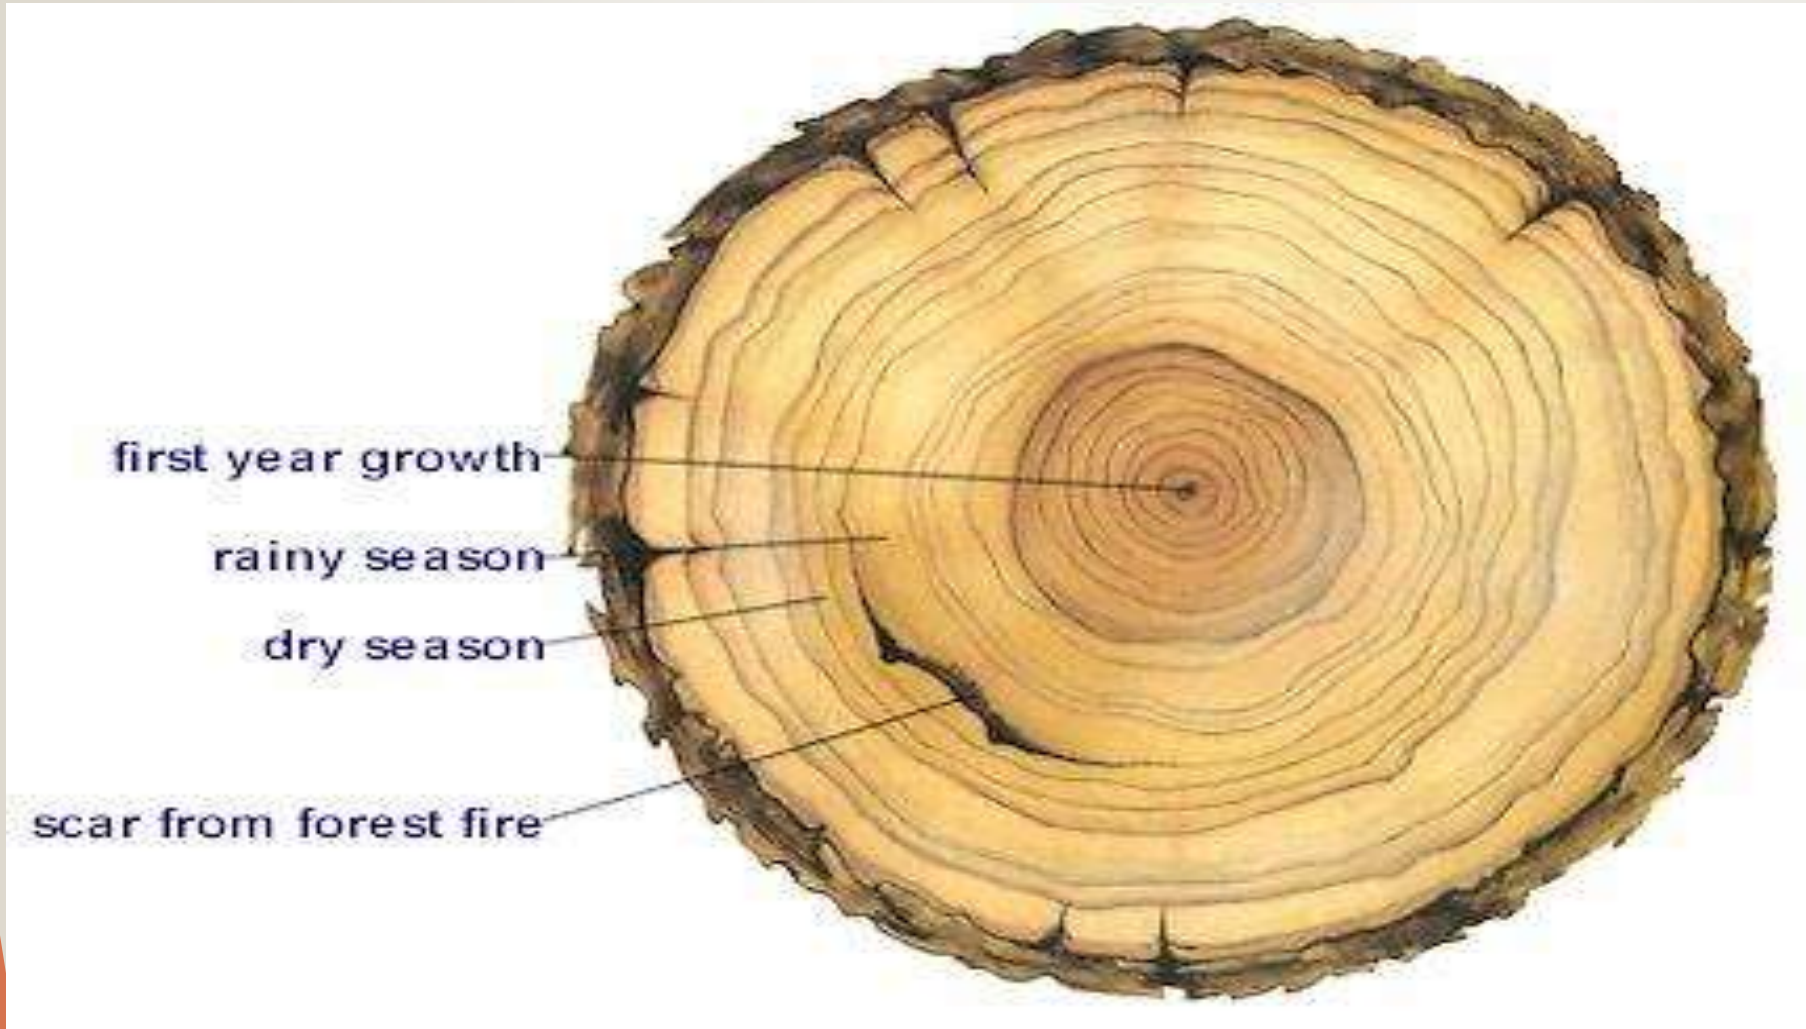 first year growth
rainy season
dry season
scar from forest fire